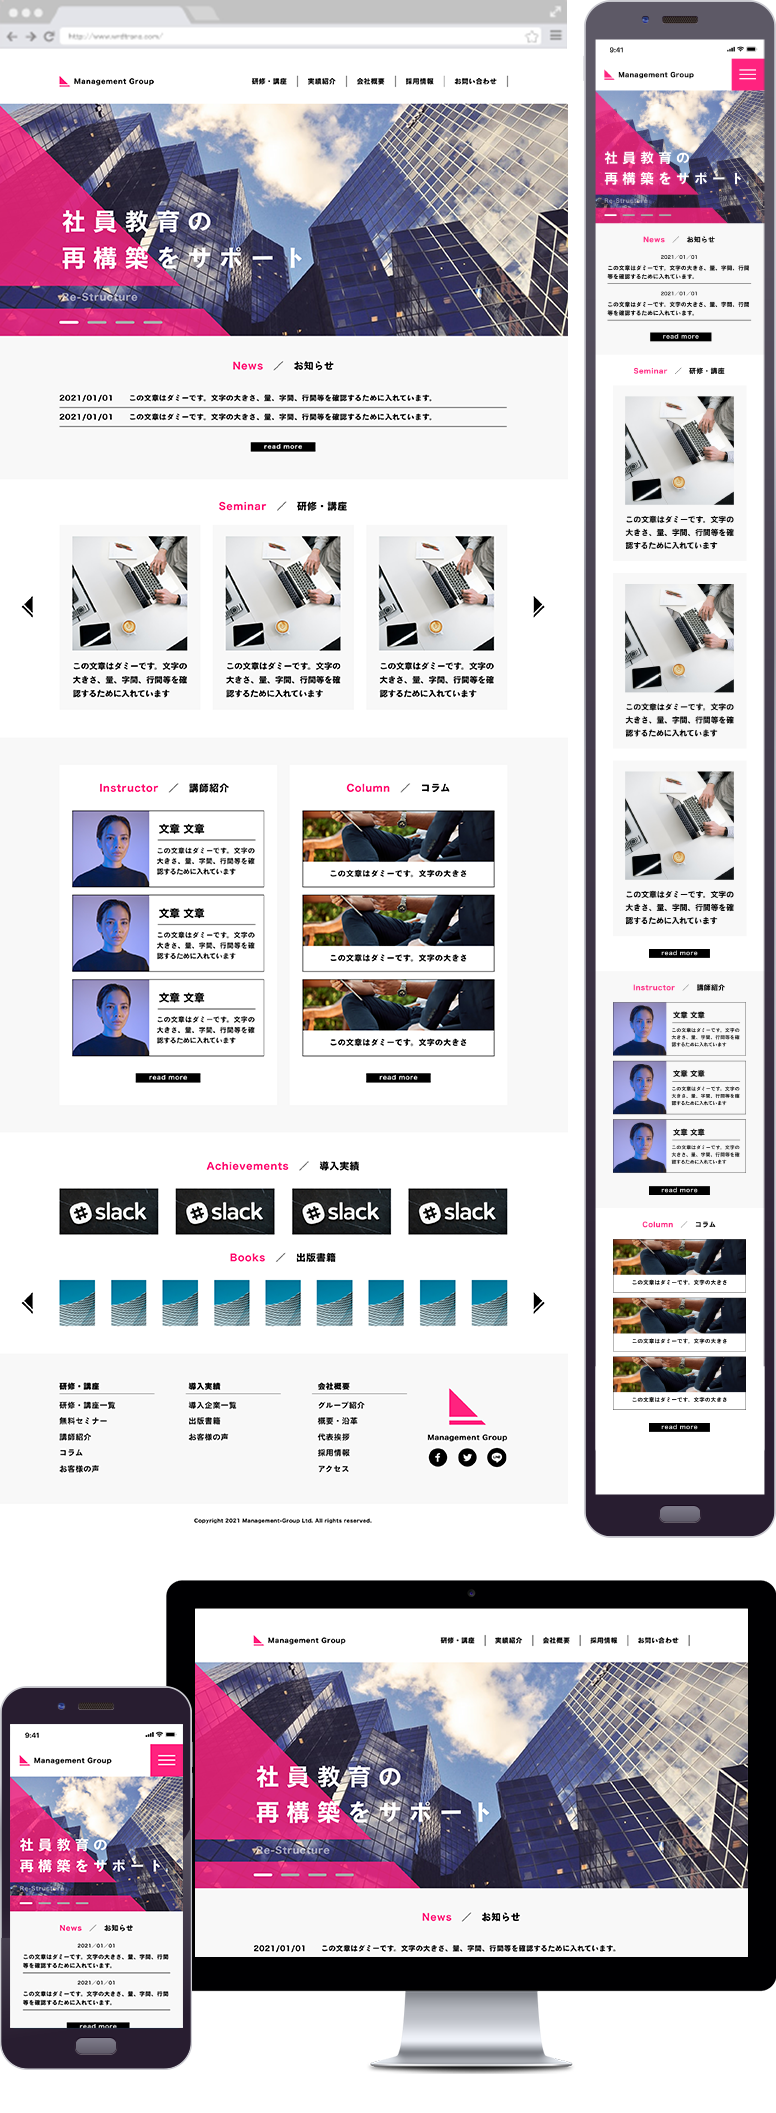 http://www.wnttrans.com/
Management Group
研修・講座
実績紹介
会社概要
採用情報
お問い合わせ
社員教育の
再構築をサポート
Re-Structure
News ／ お知らせ
2021/01/01 この文章はダミーです。文字の大きさ、量、字間、行間等を確認するために入れています。
2021/01/01 この文章はダミーです。文字の大きさ、量、字間、行間等を確認するために入れています。
read more
Seminar ／ 研修・講座
この文章はダミーです。文字の
大きさ、量、字間、行間等を確
認するために入れています
この文章はダミーです。文字の
大きさ、量、字間、行間等を確
認するために入れています
この文章はダミーです。文字の
大きさ、量、字間、行間等を確
認するために入れています
Instructor ／ 講師紹介
文章 文章
この文章はダミーです。文字の
大きさ、量、字間、行間等を確
認するために入れています
文章 文章
この文章はダミーです。文字の
大きさ、量、字間、行間等を確
認するために入れています
文章 文章
この文章はダミーです。文字の
大きさ、量、字間、行間等を確
認するために入れています
read more
Column ／ コラム
この文章はダミーです。文字の大きさ
この文章はダミーです。文字の大きさ
この文章はダミーです。文字の大きさ
read more
Achievements ／ 導入実績
slack
slack
slack
slack
Books ／ 出版書籍
研修・講座
研修・講座一覧
無料セミナー
講師紹介
コラム
お客様の声
導入実績
導入企業一覧
出版書籍
お客様の声
会社概要
グループ紹介
概要・沿革
代表挨拶
採用情報
アクセス
Management Group
Copyright 2021 Management-Group Ltd. All rights reserved.
9:41
Management Group
社員教育の
再構築をサポート
Re-Structure
News ／ お知らせ
2021/01/01
この文章はダミーです。文字の大きさ、量、字間、行間
等を確認するために入れています。
2021/01/01
この文章はダミーです。文字の大きさ、量、字間、行間
等を確認するために入れています。
read more
Seminar ／ 研修・講座
この文章はダミーです。文字の
大きさ、量、字間、行間等を確
認するために入れています
この文章はダミーです。文字の
大きさ、量、字間、行間等を確
認するために入れています
この文章はダミーです。文字の
大きさ、量、字間、行間等を確
認するために入れています
read more
Instructor ／ 講師紹介
文章 文章
この文章はダミーです。文字の
大きさ、量、字間、行間等を確
認するために入れています
文章 文章
この文章はダミーです。文字の
大きさ、量、字間、行間等を確
認するために入れています
文章 文章
この文章はダミーです。文字の
大きさ、量、字間、行間等を確
認するために入れています
read more
Column ／ コラム
この文章はダミーです。文字の大きさ
この文章はダミーです。文字の大きさ
この文章はダミーです。文字の大きさ
read more
Management Group
研修・講座
実績紹介
会社概要
採用情報
お問い合わせ
社員教育の
再構築をサポート
Re-Structure
News ／ お知らせ
2021/01/01 この文章はダミーです。文字の大きさ、量、字間、行間等を確認するために入れています。
9:41
Management Group
社員教育の
再構築をサポート
Re-Structure
News ／ お知らせ
2021/01/01
この文章はダミーです。文字の大きさ、量、字間、行間
等を確認するために入れています。
2021/01/01
この文章はダミーです。文字の大きさ、量、字間、行間
等を確認するために入れています。
read more